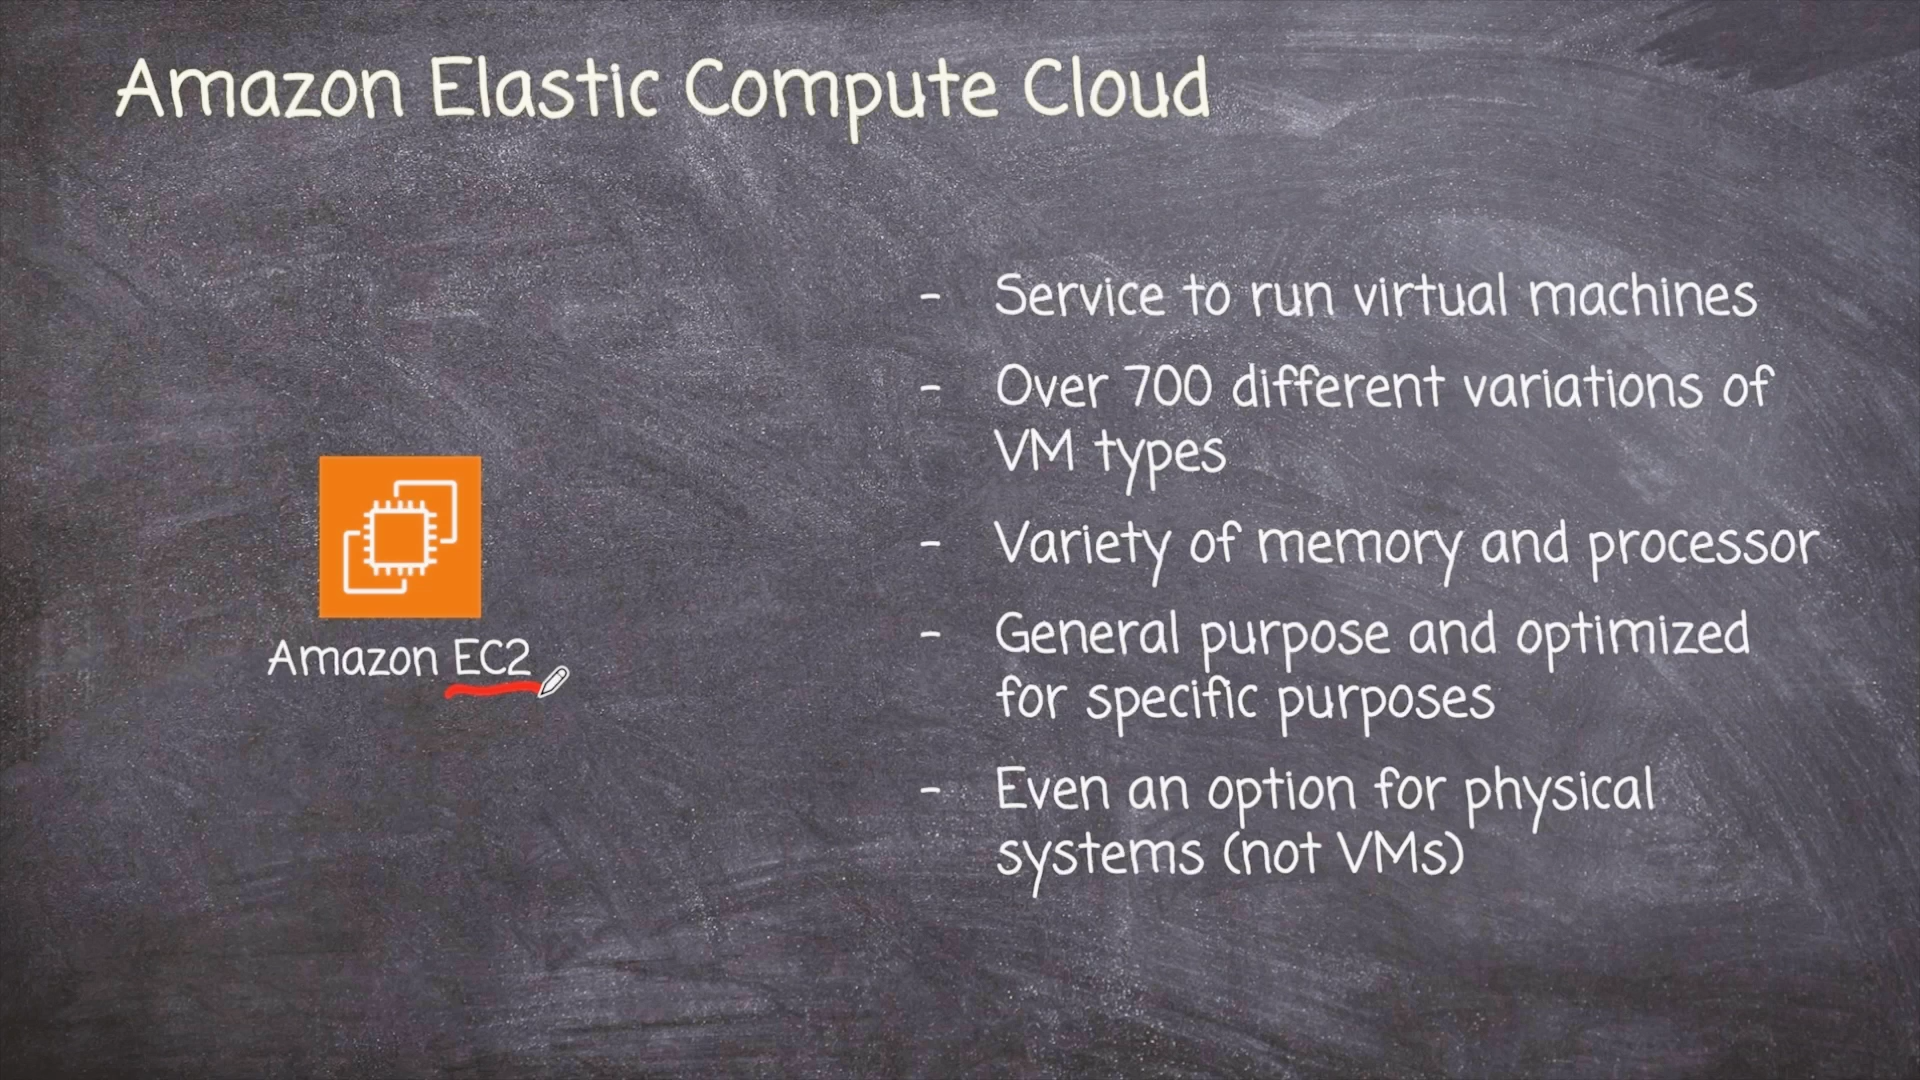 Amazon Elastic Compute Cloud
- Service to run virtual machines
- Over 700 different variations of
VM types
- Variety of memory and processor
- General purpose and optimized
for specific purposes
- Even an option for physical
systems (not VMs)
Amazon EC2